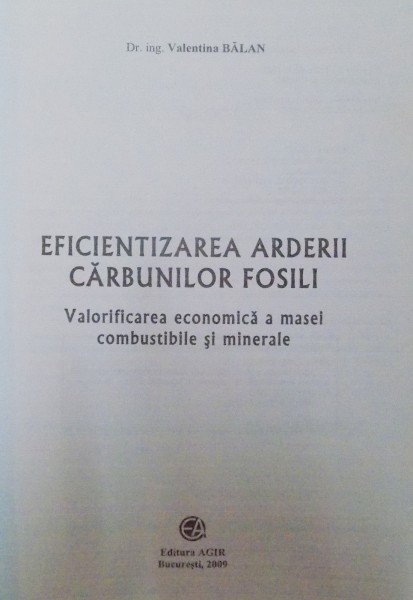 Dr. ing. Valentina BĂLAN
EFICIENTIZAREA ARDERII
CĂRBUNILOR FOSILI
Valorificarea economică a masei
combustibile şi minerale
EA
Editura AGIR
Bucureşti, 2009